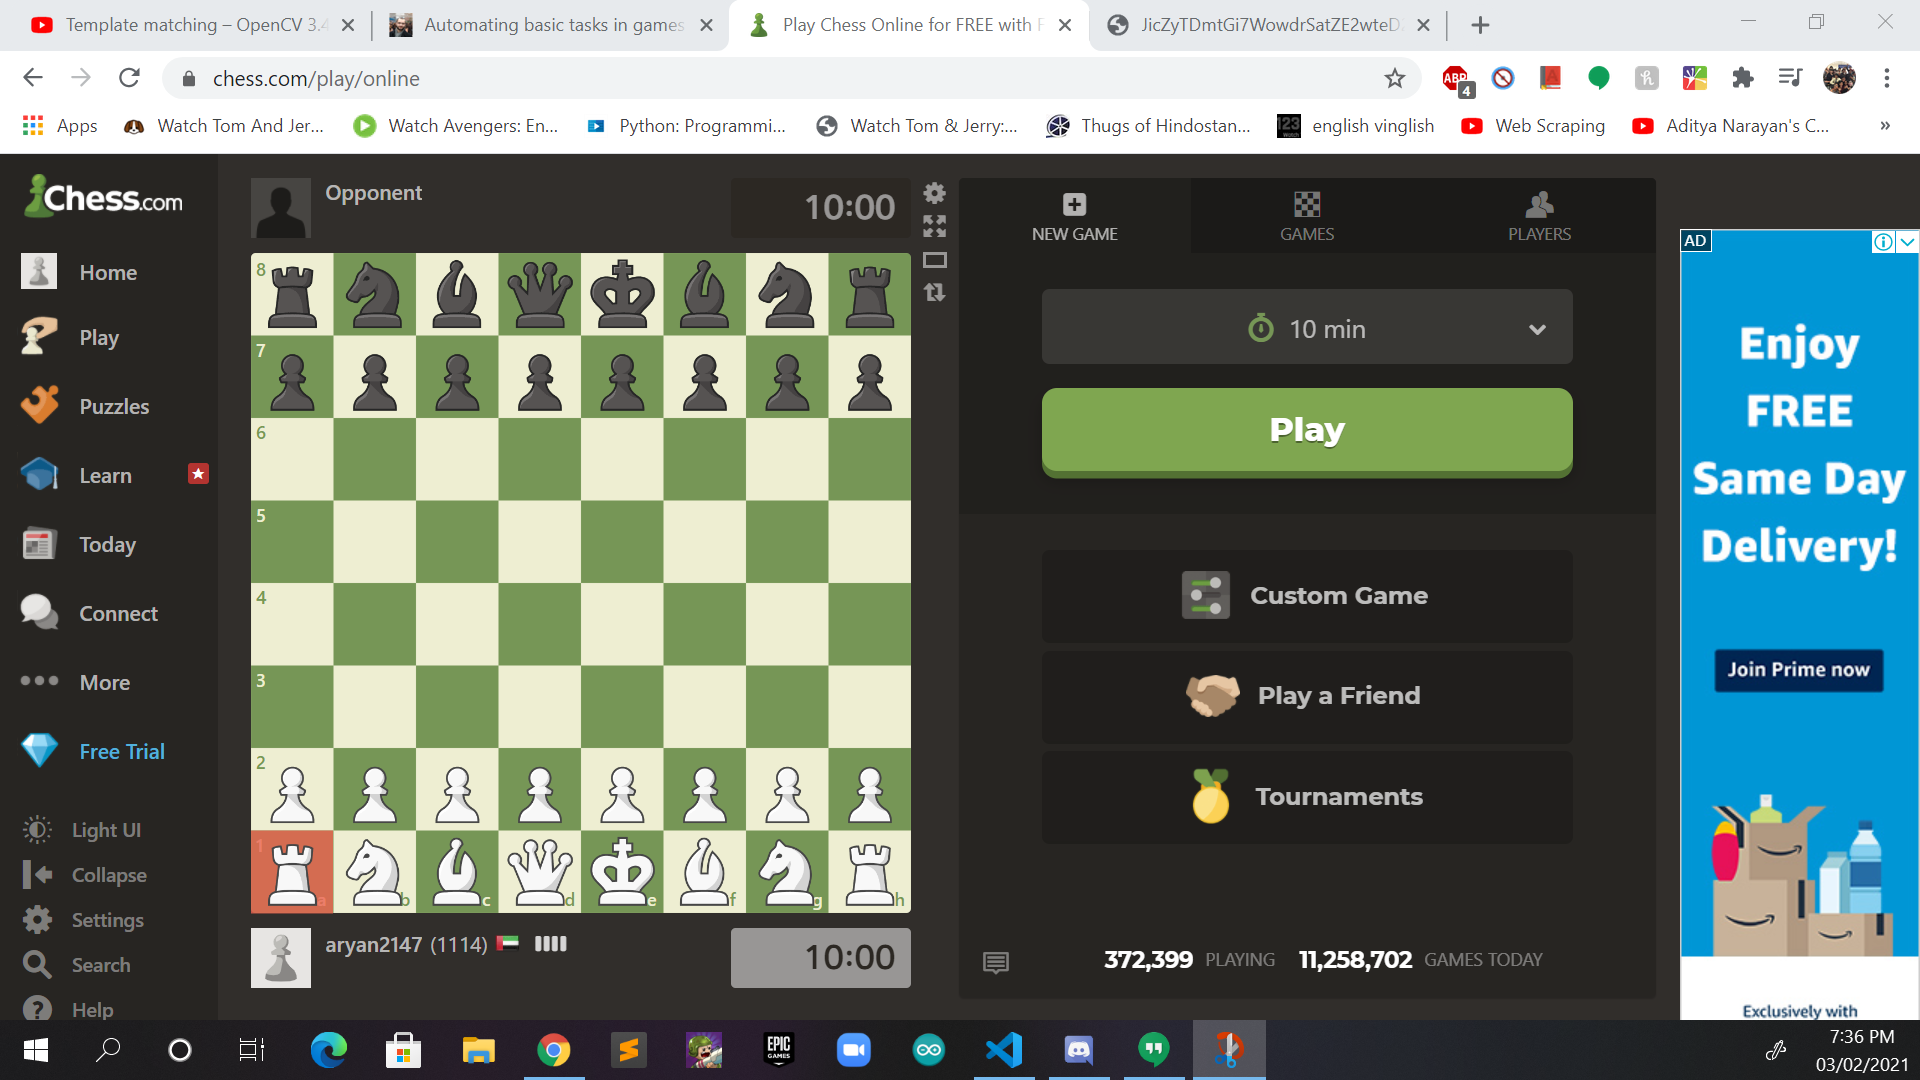 Template matching – OpenCV 3.4
Automating basic tasks in games
Play Chess Online for FREE with F
JicZyTDmtGi7WowdrSatZE2wteD
chess.com/play/online
ABP
4
Apps
Watch Tom And Jer...
Watch Avengers: En...
Python: Programmi...
Watch Tom & Jerry:...
Thugs of Hindostan...
123
english vinglish
Web Scraping
Aditya Narayan's C...
»
Chess.com
Home
Play
Puzzles
Learn
Today
Connect
More
Free Trial
Light UI
Collapse
Settings
Search
Help
Opponent
10:00
8
7
6
5
4
3
2
1
a b c d e f g h
aryan2147 (1114)
10:00
NEW GAME
GAMES
PLAYERS
10 min
Play
Custom Game
Play a Friend
Tournaments
372,399 PLAYING 11,258,702 GAMES TODAY
AD
Enjoy
FREE
Same Day
Delivery!
Join Prime now
Exclusively with
EPIC
GAMES
7:36 PM
03/02/2021